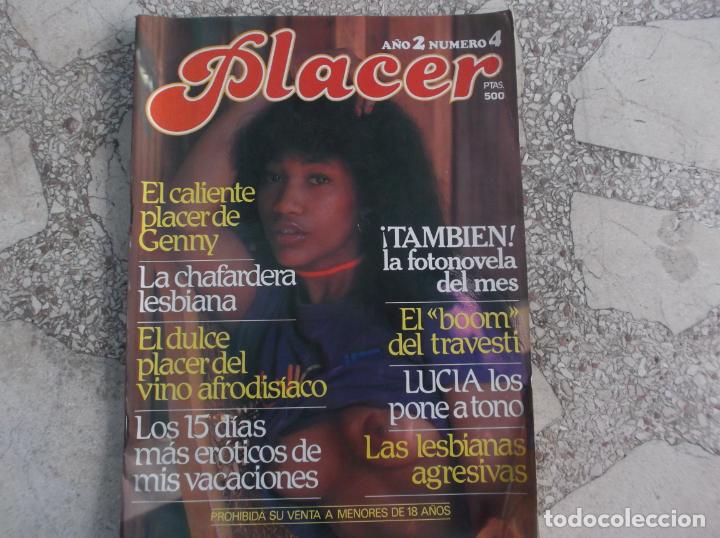 AÑO 2 NUMERO 4
Placer
PTAS.
500
El caliente
placer de
Genny
La chafardera
lesbiana
El dulce
placer del
vino afrodisíaco
Los 15 días
más eróticos de
mis vacaciones
¡TAMBIEN!
la fotonovela
del mes
El "boom"
del travesti
LUCIA los
pone a tono
Las lesbianas
agresivas
PROHIBIDA SU VENTA A MENORES DE 18 AÑOS
todocoleccion.net